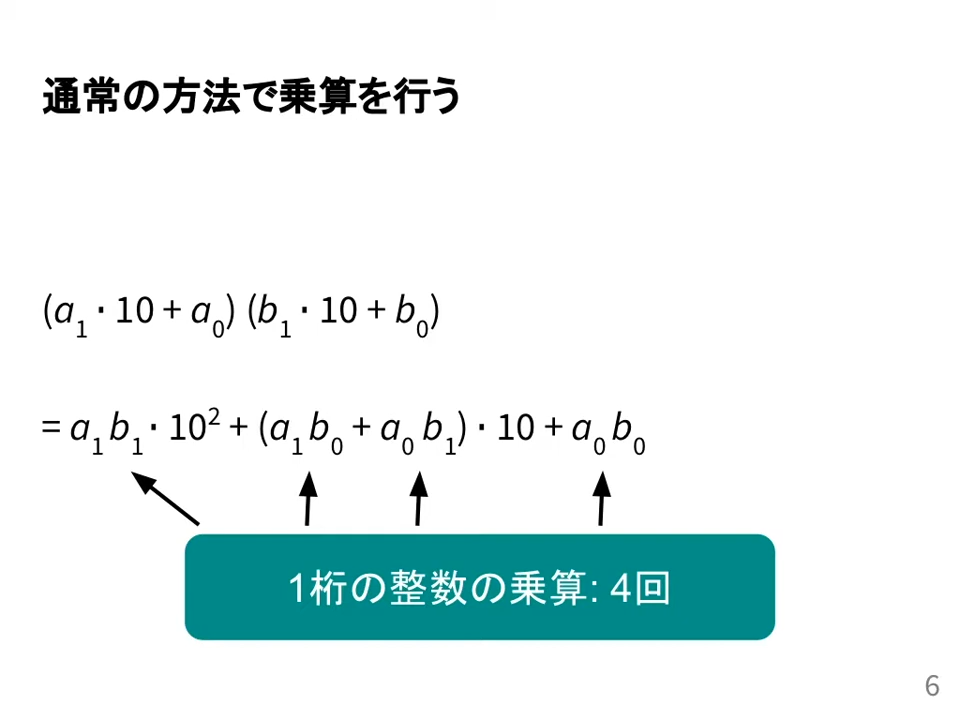 通常の方法で乗算を行う
(a₁ · 10 + a₀) (b₁ · 10 + b₀)
= a₁ b₁ · 10² + (a₁ b₀ + a₀ b₁) · 10 + a₀ b₀
1桁の整数の乗算: 4回
6